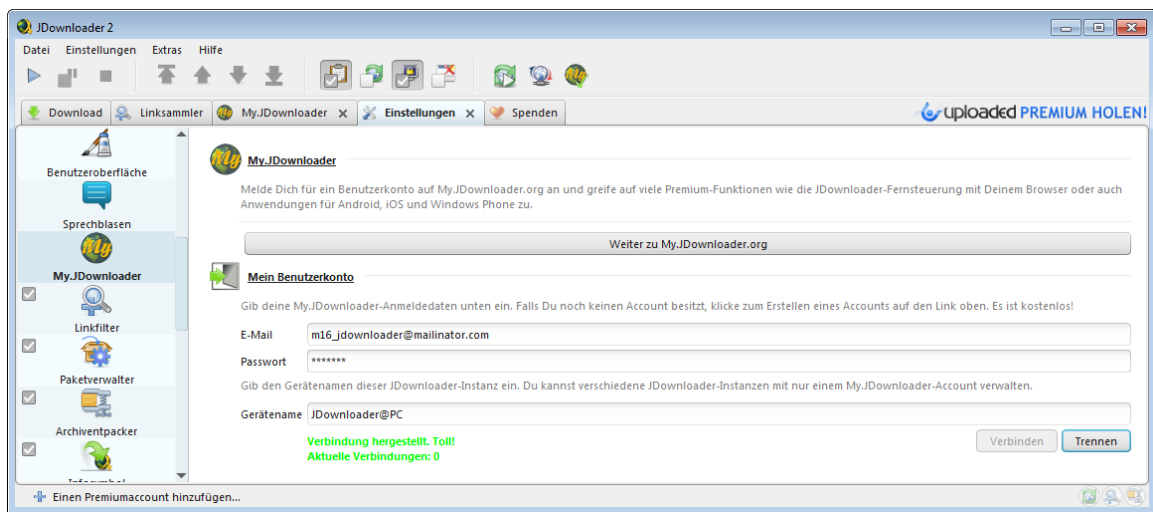 JDownloader 2
Datei Einstellungen Extras Hilfe
Download Linksammler My.JDownloader Einstellungen Spenden
uploaded PREMIUM HOLEN!
Benutzeroberfläche
Sprechblasen
My.JDownloader
Linkfilter
Paketverwalter
Archiventpacker
My.JDownloader
Melde Dich für ein Benutzerkonto auf My.JDownloader.org an und greife auf viele Premium-Funktionen wie die JDownloader-Fernsteuerung mit Deinem Browser oder auch
Anwendungen für Android, iOS und Windows Phone zu.
Weiter zu My.JDownloader.org
Mein Benutzerkonto
Gib deine My.JDownloader-Anmeldedaten unten ein. Falls Du noch keinen Account besitzt, klicke zum Erstellen eines Accounts auf den Link oben. Es ist kostenlos!
E-Mail m16_jdownloader@mailinator.com
Passwort *******
Gib den Gerätenamen dieser JDownloader-Instanz ein. Du kannst verschiedene JDownloader-Instanzen mit nur einem My.JDownloader-Account verwalten.
Gerätename JDownloader@PC
Verbindung hergestellt. Toll!
Aktuelle Verbindungen: 0
Verbinden Trennen
Einen Premiumaccount hinzufügen...